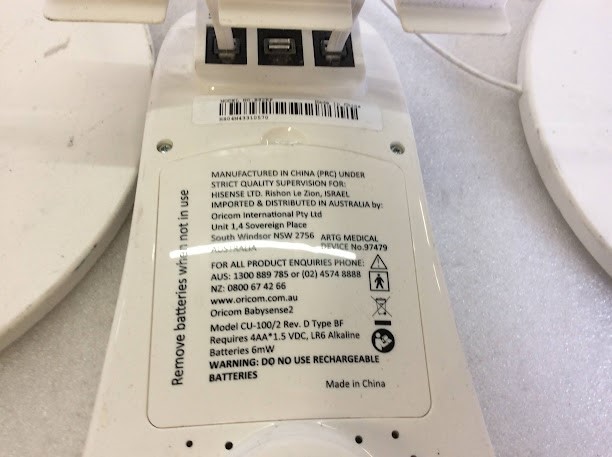 Made in China
MANUFACTURED IN CHINA (PRC) UNDER
STRICT QUALITY SUPERVISION FOR:
HISENSE LTD. Rishon Le Zion, ISRAEL
IMPORTED & DISTRIBUTED IN AUSTRALIA by:
Oricom International Pty Ltd
Unit 1,4 Sovereign Place
South Windsor NSW 2756 ARTG MEDICAL
AUSTRALIA DEVICE No.97479
FOR ALL PRODUCT ENQUIRIES PHONE:
AUS: 1300 889 785 or (02) 4574 8888
NZ: 0800 67 42 66
www.oricom.com.au
Oricom Babysense2
Model CU-100/2 Rev. D Type BF
Requires 4AA*1.5 VDC, LR6 Alkaline
Batteries 6mW
WARNING: DO NOT USE RECHARGEABLE
BATTERIES
Made in China
Remove batteries when not in use